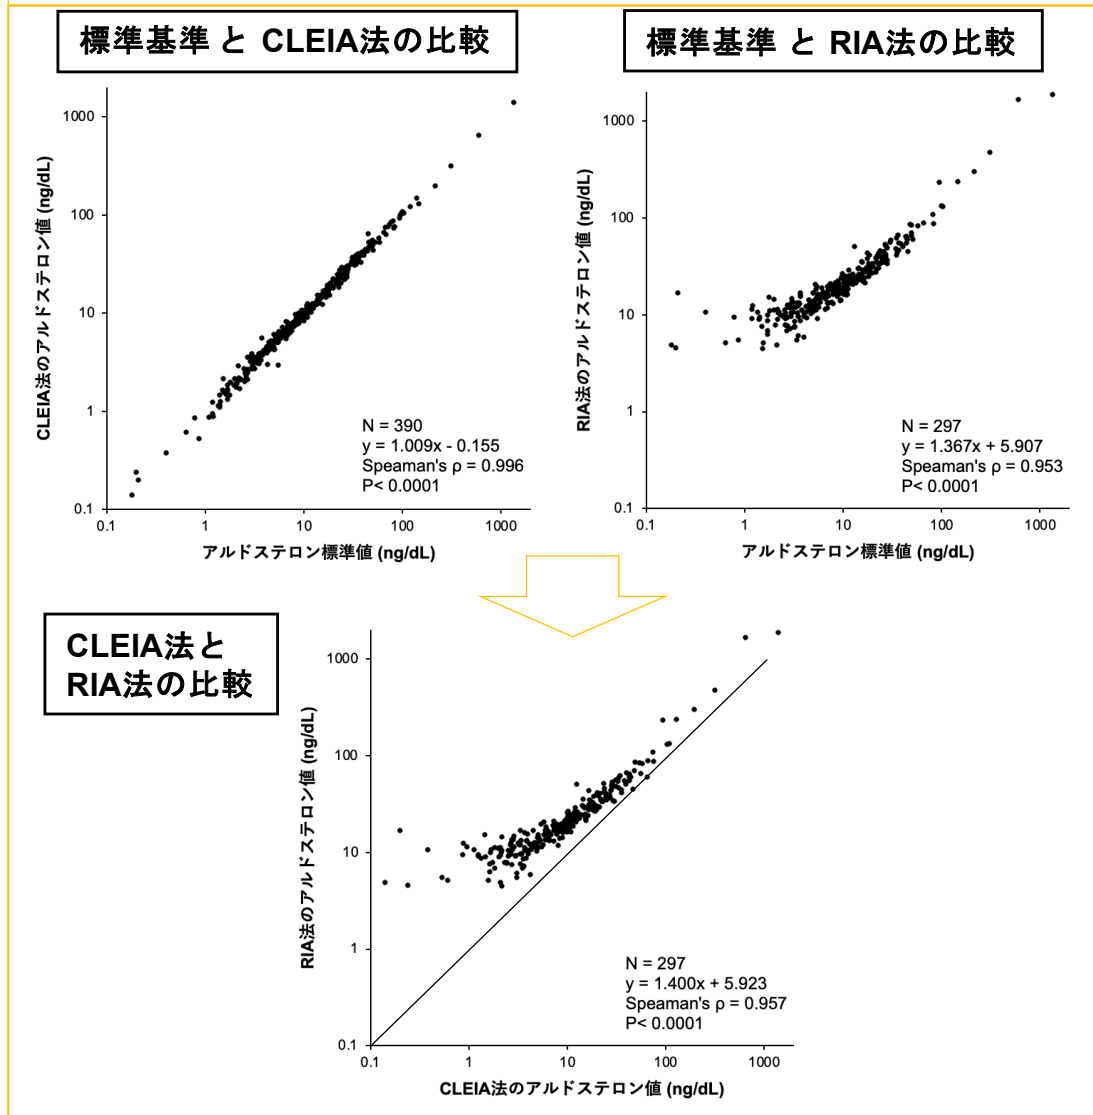 標準基準 と CLEIA法の比較
標準基準 と RIA法の比較
CLEIA法のアルドステロン値 (ng/dL)
1000
100
10
1
0.1
0.1
1
10
100
1000
アルドステロン標準値 (ng/dL)
N = 390
y = 1.009x - 0.155
Speaman's ρ = 0.996
P< 0.0001
RIA法のアルドステロン値 (ng/dL)
1000
100
10
1
0.1
0.1
1
10
100
1000
アルドステロン標準値 (ng/dL)
N = 297
y = 1.367x + 5.907
Speaman's ρ = 0.953
P< 0.0001
CLEIA法と
RIA法の比較
RIA法のアルドステロン値 (ng/dL)
1000
100
10
1
0.1
0.1
1
10
100
1000
CLEIA法のアルドステロン値 (ng/dL)
N = 297
y = 1.400x + 5.923
Speaman's ρ = 0.957
P< 0.0001